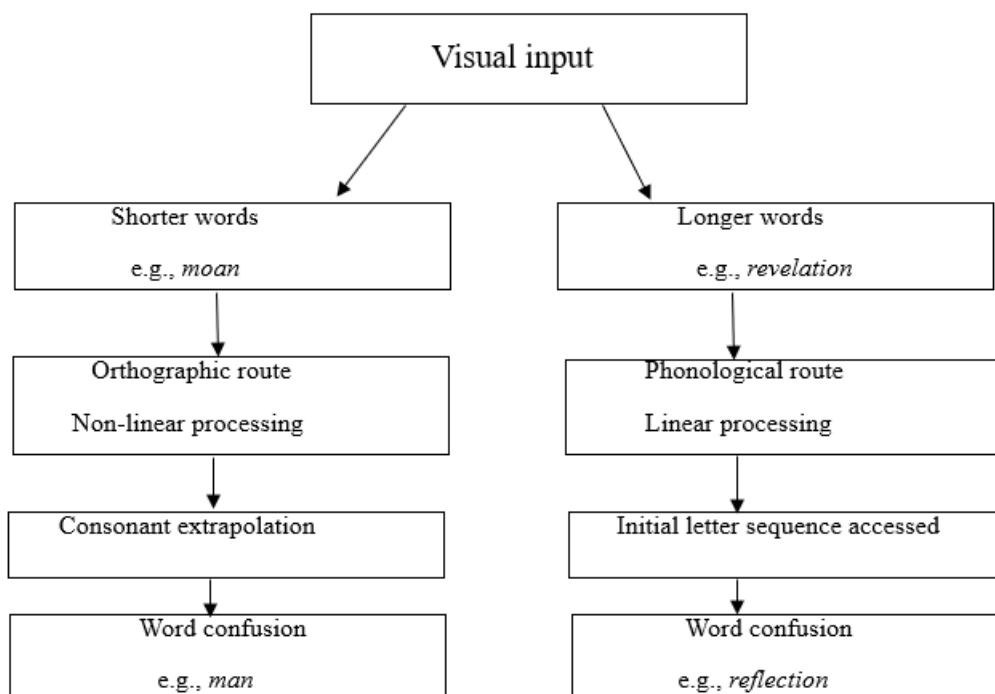 Visual input
Shorter words
e.g., moan
Longer words
e.g., revelation
Orthographic route
Non-linear processing
Phonological route
Linear processing
Consonant extrapolation
Initial letter sequence accessed
Word confusion
e.g., man
Word confusion
e.g., reflection